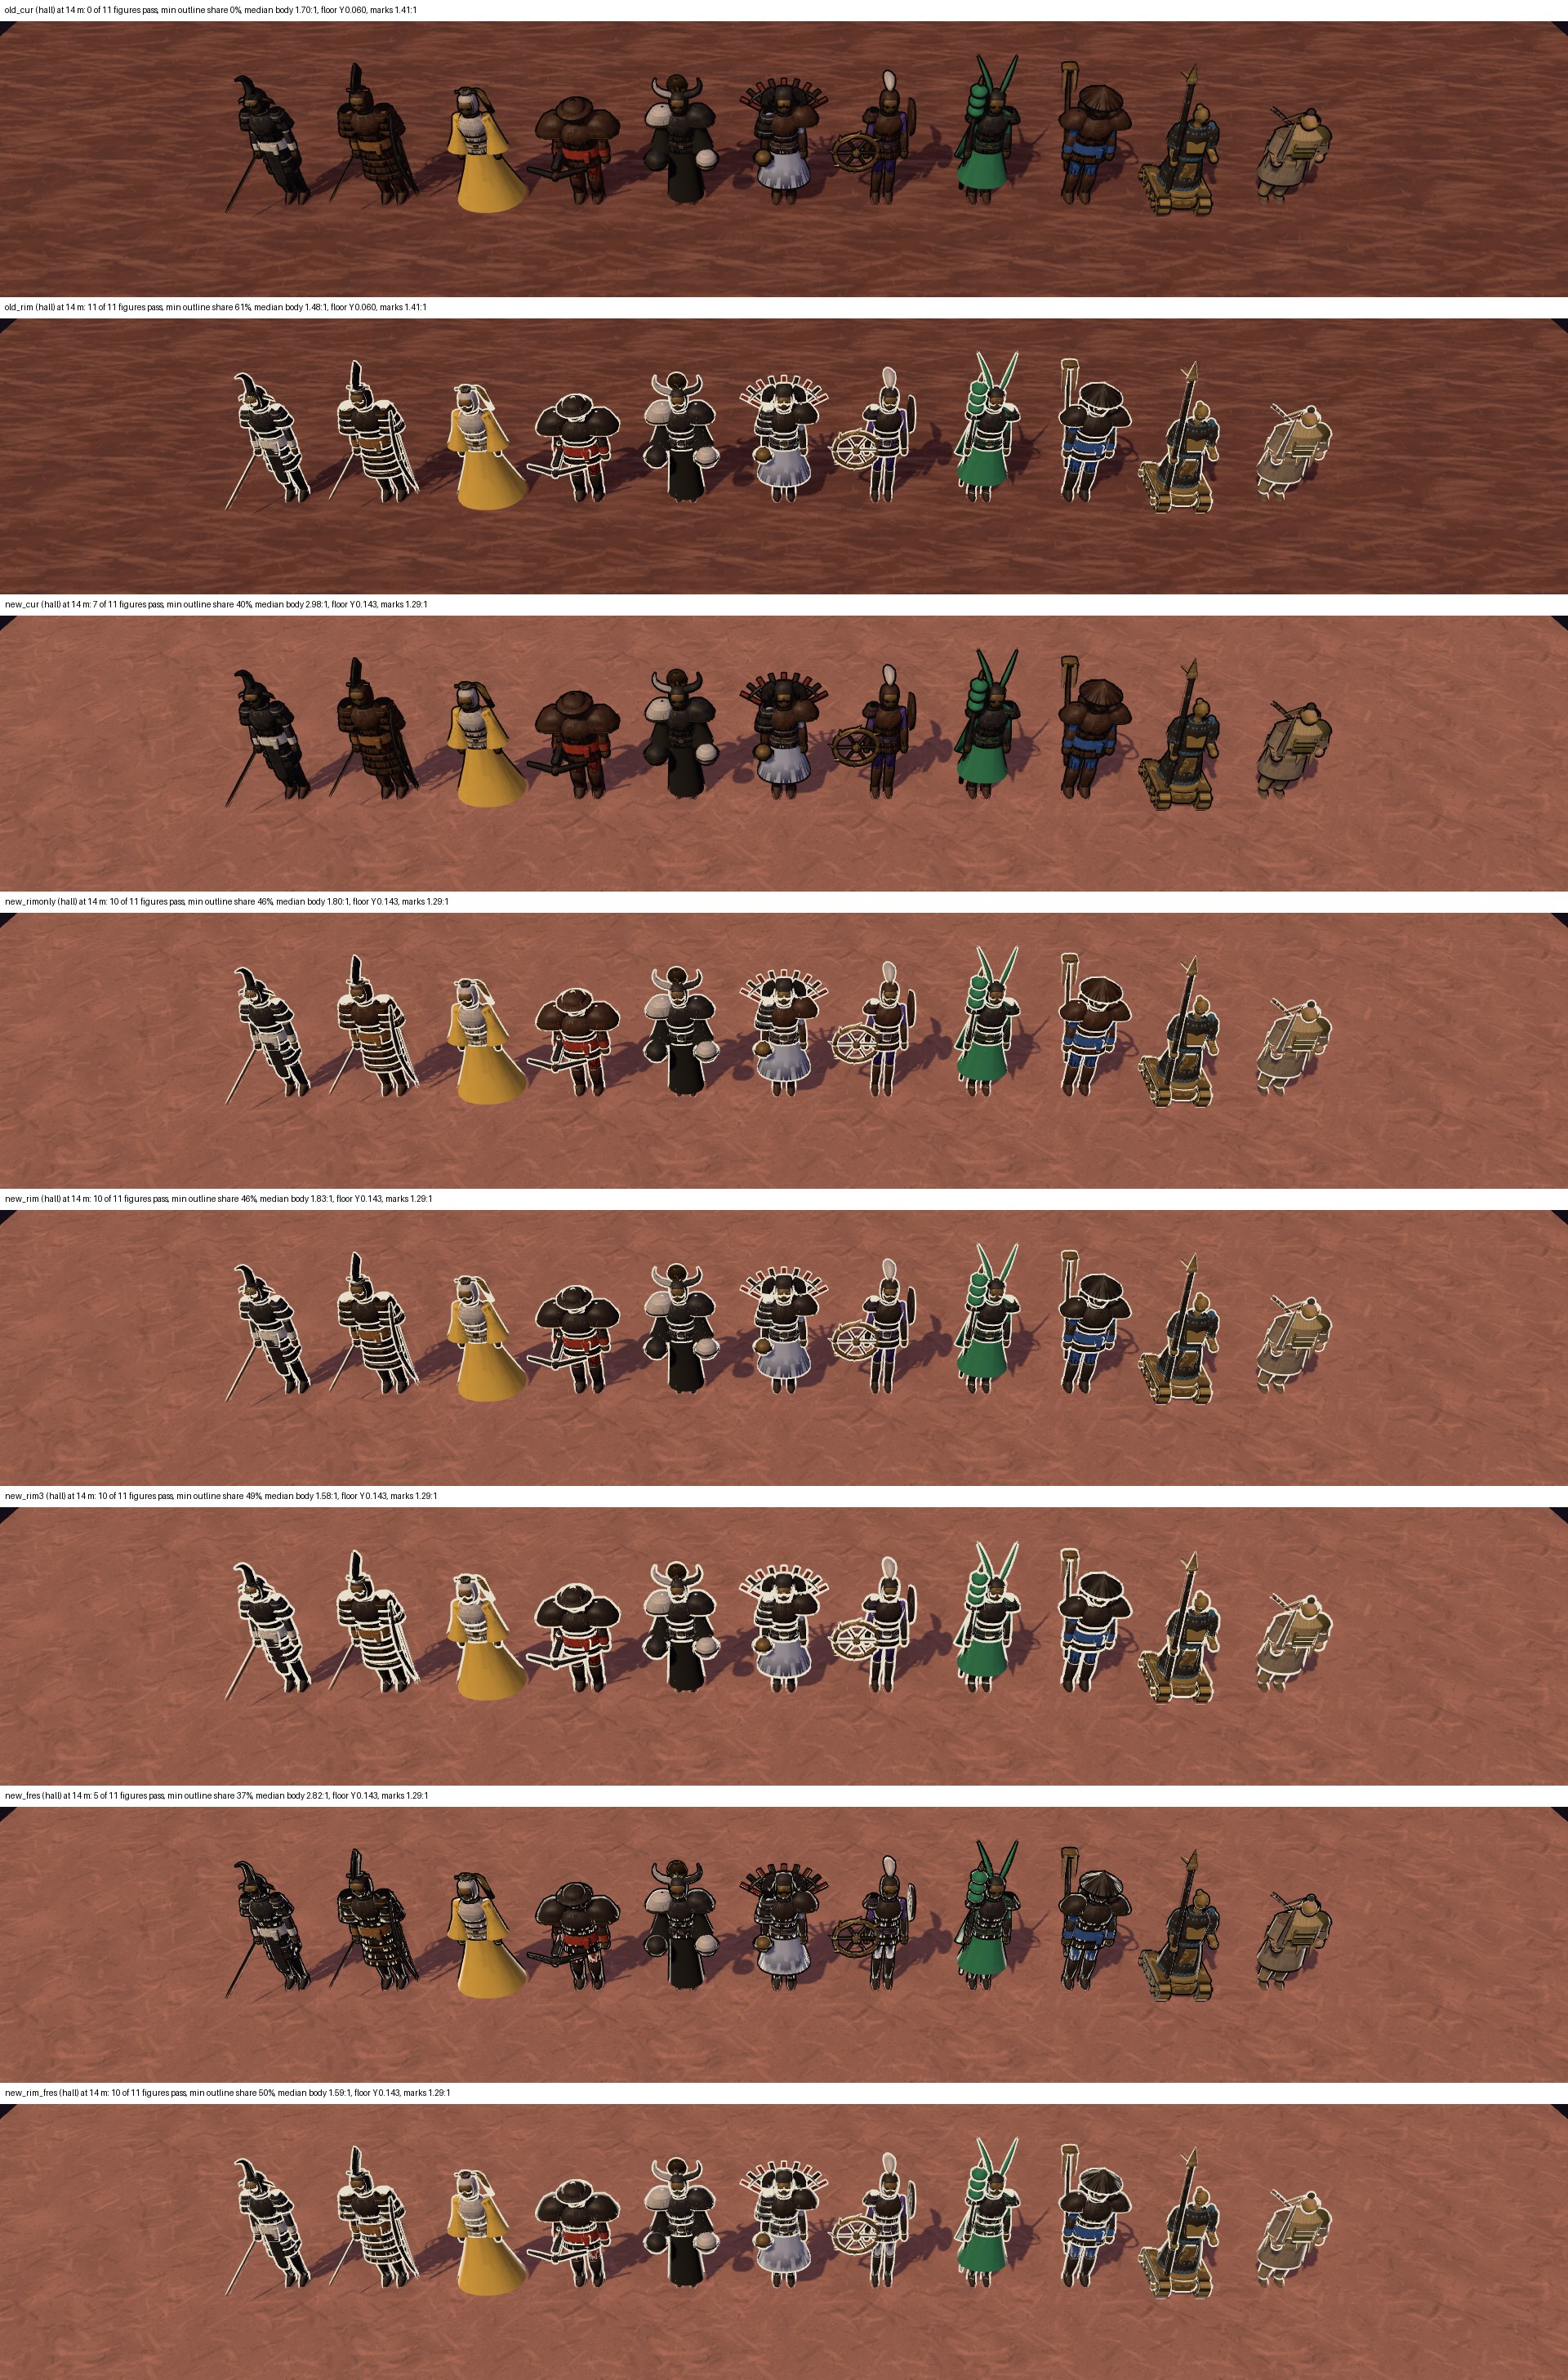 old_cur (hall) at 14 m: 0 of 11 figures pass, min outline share 0%, median body 1.70:1, floor Y 0.060, marks 1.41:1
old_rim (hall) at 14 m: 11 of 11 figures pass, min outline share 61%, median body 1.48:1, floor Y 0.060, marks 1.41:1
new_cur (hall) at 14 m: 7 of 11 figures pass, min outline share 40%, median body 2.98:1, floor Y 0.143, marks 1.29:1
new_rimonly (hall) at 14 m: 10 of 11 figures pass, min outline share 46%, median body 1.80:1, floor Y 0.143, marks 1.29:1
new_rim (hall) at 14 m: 10 of 11 figures pass, min outline share 46%, median body 1.83:1, floor Y 0.143, marks 1.29:1
new_rim3 (hall) at 14 m: 10 of 11 figures pass, min outline share 49%, median body 1.58:1, floor Y 0.143, marks 1.29:1
new_fres (hall) at 14 m: 5 of 11 figures pass, min outline share 37%, median body 2.82:1, floor Y 0.143, marks 1.29:1
new_rim_fres (hall) at 14 m: 10 of 11 figures pass, min outline share 50%, median body 1.59:1, floor Y 0.143, marks 1.29:1